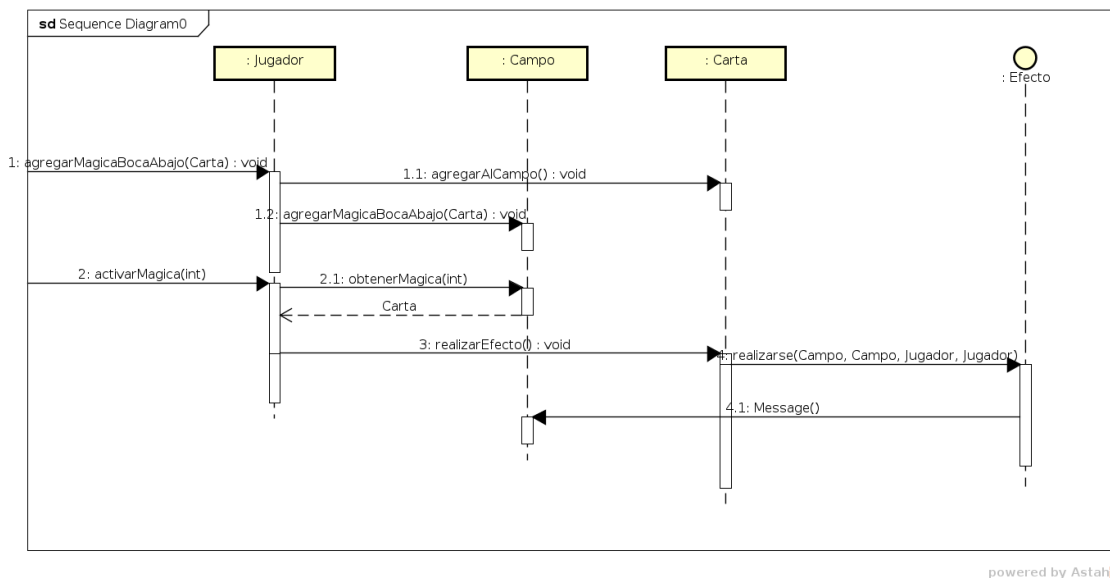 sd Sequence Diagram0
: Jugador
: Campo
: Carta
: Efecto
1: agregarMagicaBocaAbajo(Carta) : void
1.1: agregarAlCampo() : void
1.2: agregarMagicaBocaAbajo(Carta) : void
2: activarMagica(int)
2.1: obtenerMagica(int)
Carta
3: realizarEfecto() : void
4: realizarse(Campo, Campo, Jugador, Jugador)
4.1: Message()
powered by Astah